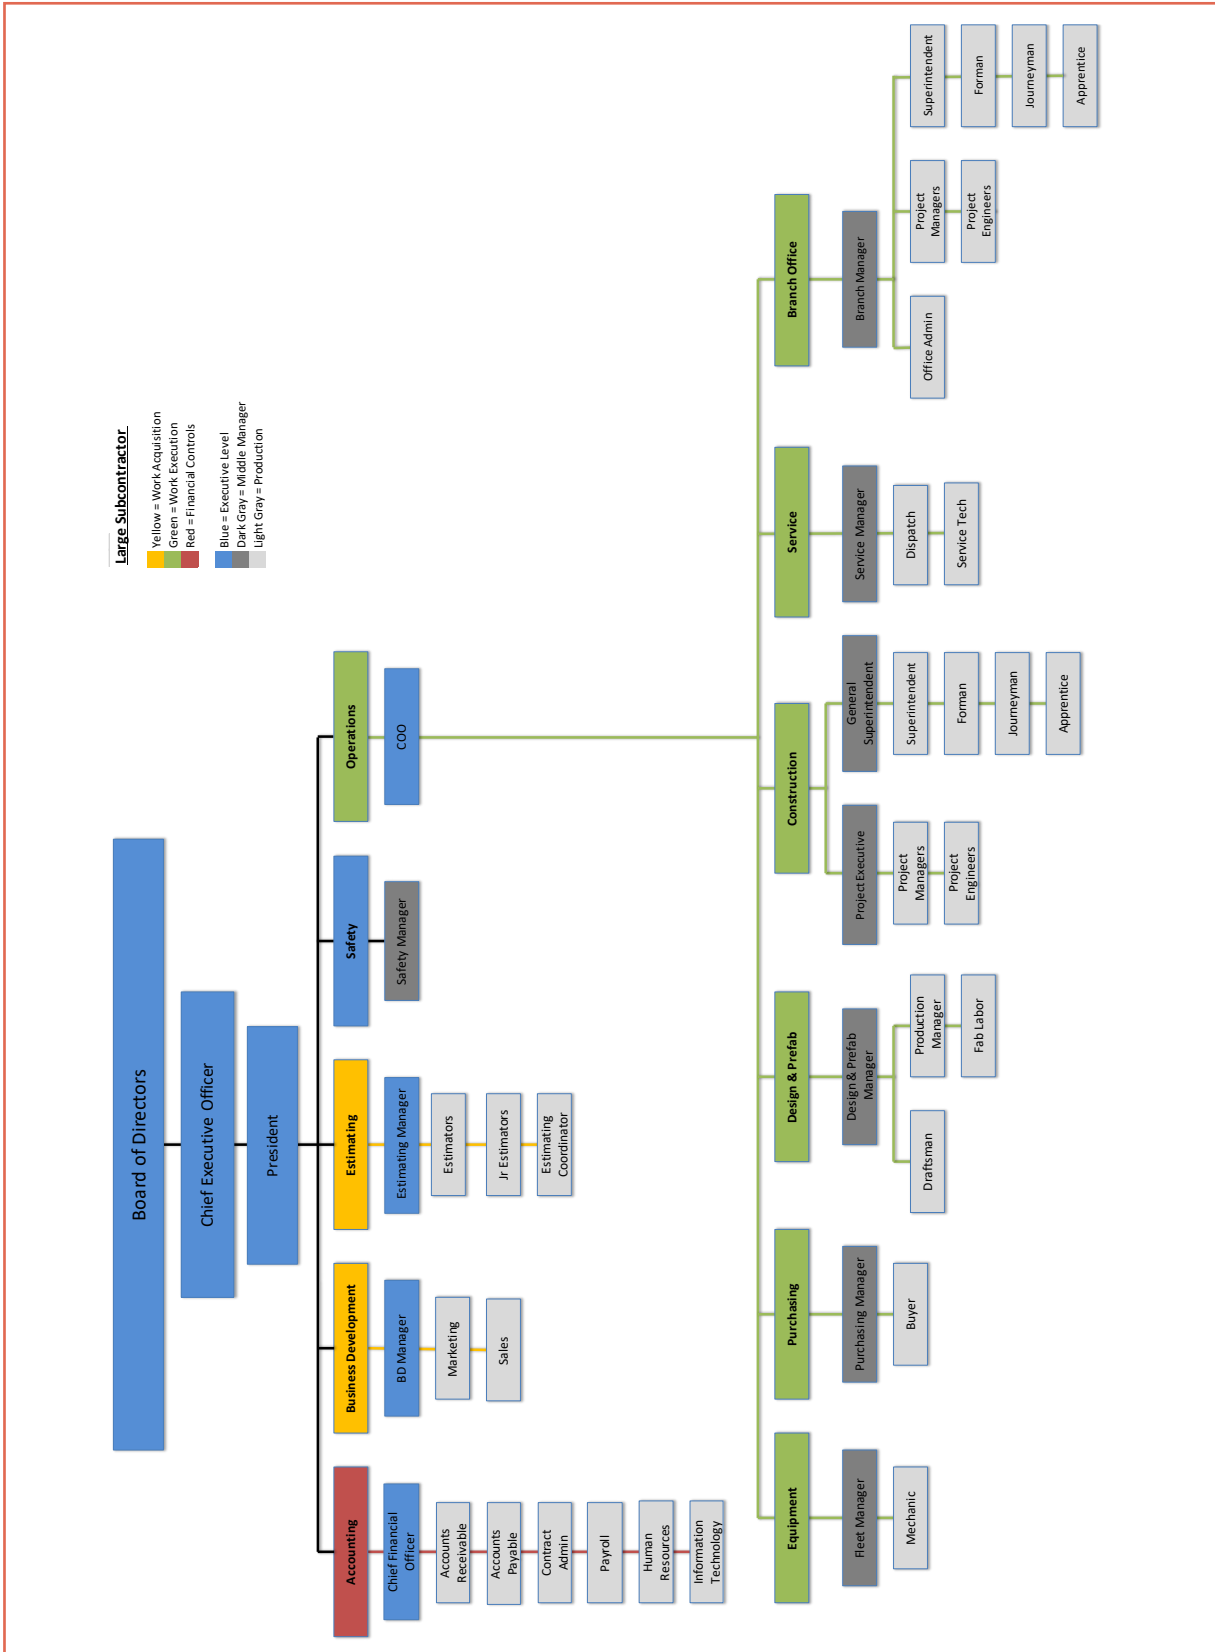 Large Subcontractor
Yellow = Work Acquisition
Green = Work Execution
Red = Financial Controls
Blue = Executive Level
Dark Gray = Middle Manager
Light Gray = Production
Board of Directors
Chief Executive Officer
President
Accounting
Chief Financial
Officer
Accounts
Receivable
Accounts
Payable
Contract
Admin
Payroll
Human
Resources
Information
Technology
Business Development
BD Manager
Marketing
Sales
Estimating
Estimating Manager
Estimators
Jr Estimators
Estimating
Coordinator
Safety
Safety Manager
Operations
COO
Equipment
Fleet Manager
Mechanic
Purchasing
Purchasing Manager
Buyer
Design & Prefab
Design & Prefab
Manager
Draftsman
Production
Manager
Fab Labor
Construction
Project Executive
Project
Managers
Project
Engineers
General
Superintendent
Superintendent
Forman
Journeyman
Apprentice
Service
Service Manager
Dispatch
Service Tech
Branch Office
Branch Manager
Office Admin
Project
Managers
Project
Engineers
Superintendent
Forman
Journeyman
Apprentice